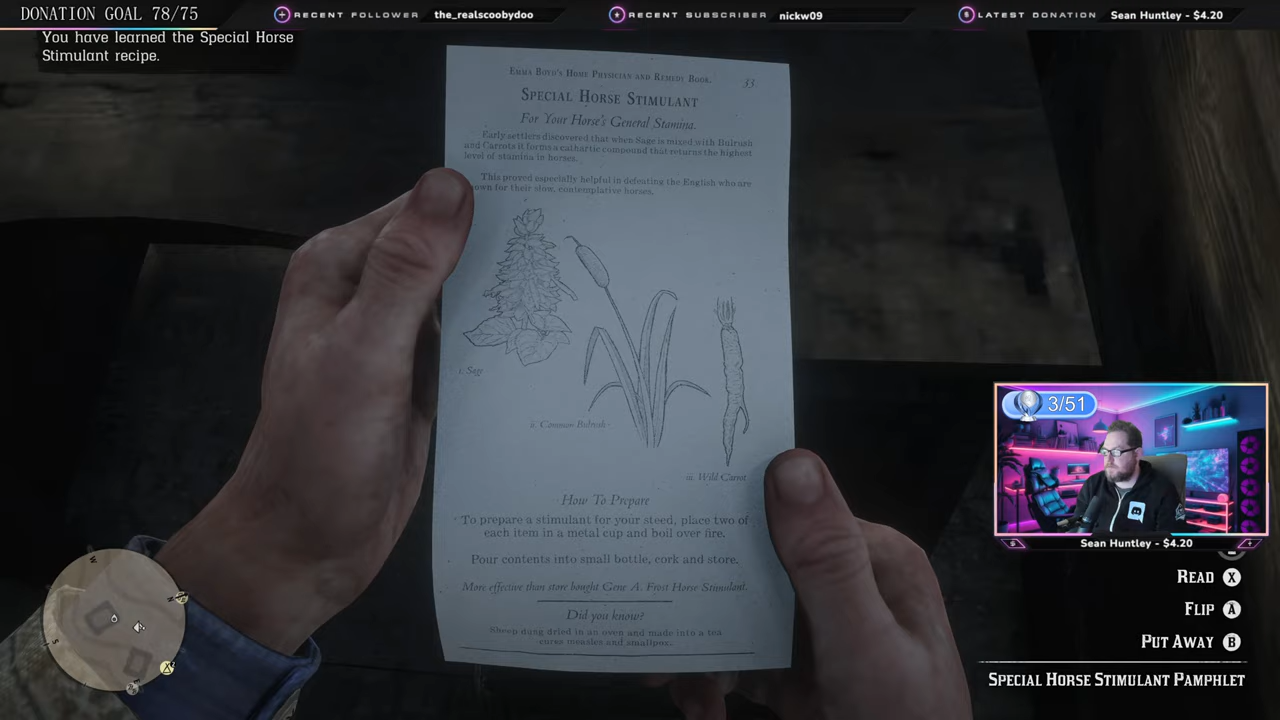 DONATION GOAL 78/75
RECENT FOLLOWER the_realscoobydoo
RECENT SUBSCRIBER nickw09
LATEST DONATION Sean Huntley - $4.20
You have learned the Special Horse
Stimulant recipe.
Emma Boyd's Home Physician and Remedy Book. 33
Special Horse Stimulant
For Your Horse's General Stamina.
Early settlers discovered that when Sage is mixed with Bulrush
and Carrots it forms a cathartic compound that returns the highest
level of stamina in horses.
This proved especially helpful in defeating the English who are
own for their slow, contemplative horses.
i. Sage
ii. Common Bulrush
iii. Wild Carrot
How To Prepare
To prepare a stimulant for your steed, place two of
each item in a metal cup and boil over fire.
Pour contents into small bottle, cork and store.
More effective than store bought Gene A. Frost Horse Stimulant.
Did you know?
Sheep dung dried in an oven and made into a tea
cures measles and smallpox.
3/51
Sean Huntley - $4.20
Read X
Flip A
Put Away B
Special Horse Stimulant Pamphlet